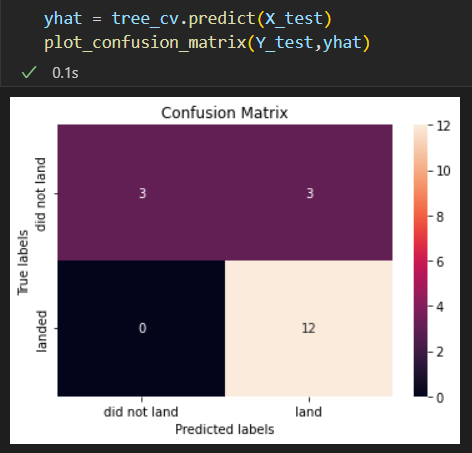 yhat = tree_cv.predict(X_test)
plot_confusion_matrix(Y_test,yhat)
0.1s
Confusion Matrix
did not land
3
3
landed
0
12
True labels
did not land
land
Predicted labels
12
10
8
6
4
2
0